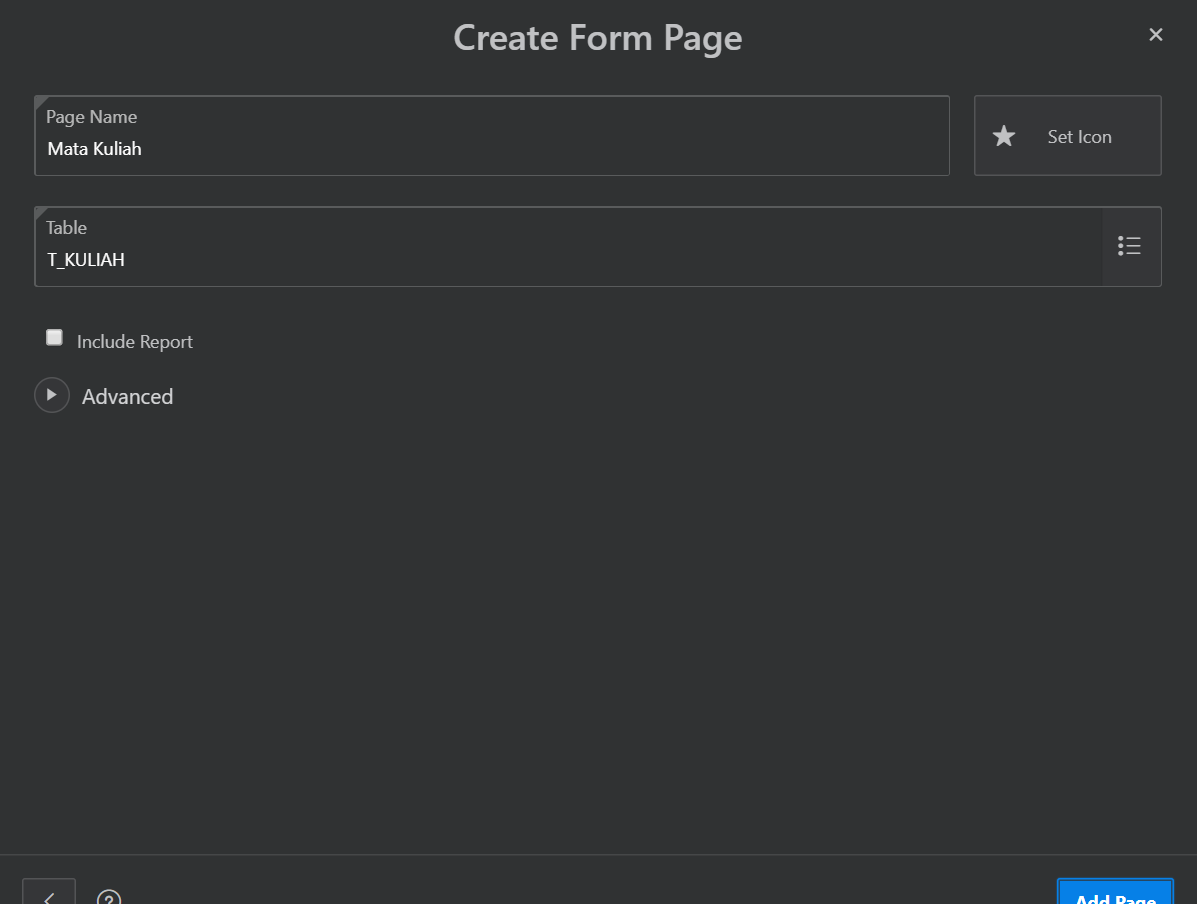 Create Form Page
Page Name
Mata Kuliah
Set Icon
Table
T_KULIAH
Include Report
Advanced
Add Page